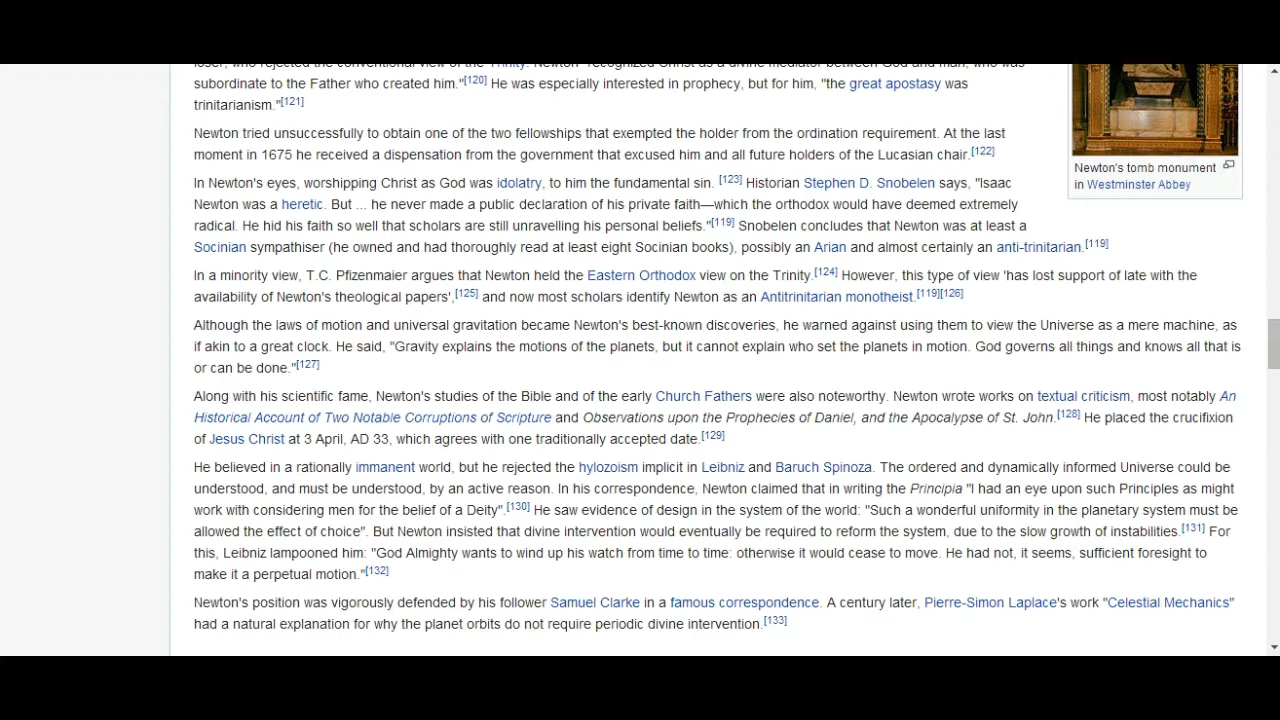 loser, who rejected the conventional view of the Trinity. Newton "recognized Christ as a divine mediator between God and man, who was
subordinate to the Father who created him."[120] He was especially interested in prophecy, but for him, "the great apostasy was
trinitarianism."[121]
Newton tried unsuccessfully to obtain one of the two fellowships that exempted the holder from the ordination requirement. At the last
moment in 1675 he received a dispensation from the government that excused him and all future holders of the Lucasian chair.[122]
In Newton's eyes, worshipping Christ as God was idolatry, to him the fundamental sin. [123] Historian Stephen D. Snobelen says, "Isaac
Newton was a heretic. But ... he never made a public declaration of his private faith—which the orthodox would have deemed extremely
radical. He hid his faith so well that scholars are still unravelling his personal beliefs."[119] Snobelen concludes that Newton was at least a
Socinian sympathiser (he owned and had thoroughly read at least eight Socinian books), possibly an Arian and almost certainly an anti-trinitarian.[119]
In a minority view, T.C. Pfizenmaier argues that Newton held the Eastern Orthodox view on the Trinity.[124] However, this type of view 'has lost support of late with the
availability of Newton's theological papers',[125] and now most scholars identify Newton as an Antitrinitarian monotheist.[119][126]
Although the laws of motion and universal gravitation became Newton's best-known discoveries, he warned against using them to view the Universe as a mere machine, as
if akin to a great clock. He said, "Gravity explains the motions of the planets, but it cannot explain who set the planets in motion. God governs all things and knows all that is
or can be done."[127]
Along with his scientific fame, Newton's studies of the Bible and of the early Church Fathers were also noteworthy. Newton wrote works on textual criticism, most notably An
Historical Account of Two Notable Corruptions of Scripture and Observations upon the Prophecies of Daniel, and the Apocalypse of St. John.[128] He placed the crucifixion
of Jesus Christ at 3 April, AD 33, which agrees with one traditionally accepted date.[129]
He believed in a rationally immanent world, but he rejected the hylozoism implicit in Leibniz and Baruch Spinoza. The ordered and dynamically informed Universe could be
understood, and must be understood, by an active reason. In his correspondence, Newton claimed that in writing the Principia "I had an eye upon such Principles as might
work with considering men for the belief of a Deity".[130] He saw evidence of design in the system of the world: "Such a wonderful uniformity in the planetary system must be
allowed the effect of choice". But Newton insisted that divine intervention would eventually be required to reform the system, due to the slow growth of instabilities.[131] For
this, Leibniz lampooned him: "God Almighty wants to wind up his watch from time to time: otherwise it would cease to move. He had not, it seems, sufficient foresight to
make it a perpetual motion."[132]
Newton's position was vigorously defended by his follower Samuel Clarke in a famous correspondence. A century later, Pierre-Simon Laplace's work "Celestial Mechanics"
had a natural explanation for why the planet orbits do not require periodic divine intervention.[133]
Newton's tomb monument
in Westminster Abbey